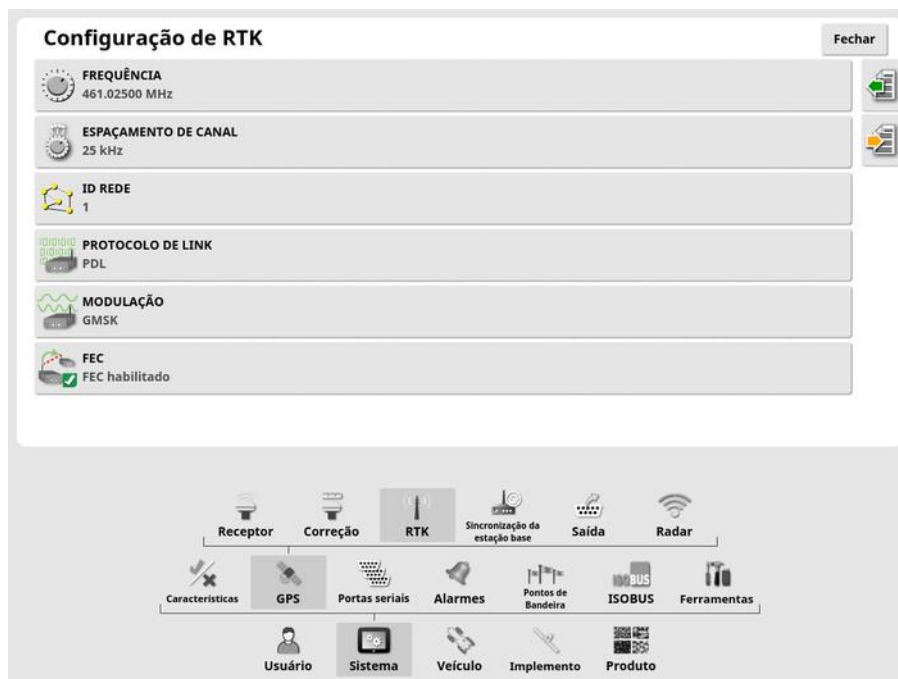 Configuração de RTK
Fechar
FREQUÊNCIA
461.02500 MHz
ESPAÇAMENTO DE CANAL
25 kHz
ID REDE
1
PROTOCOLO DE LINK
PDL
MODULAÇÃO
GMSK
FEC
FEC habilitado
Receptor
Correção
RTK
Sincronização da
estação base
Saída
Radar
Características
GPS
Portas seriais
Alarmes
Pontos de
Bandeira
ISOBUS
ISOBUS
Ferramentas
Usuário
Sistema
Veículo
Implemento
Produto